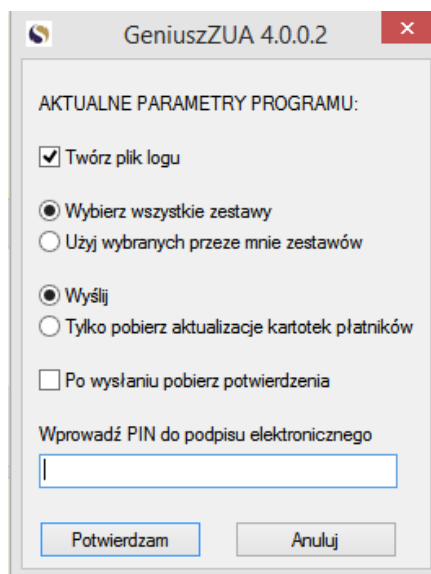 GeniuszZUA 4.0.0.2
AKTUALNE PARAMETRY PROGRAMU:
Twórz plik logu
Wybierz wszystkie zestawy
Użyj wybranych przeze mnie zestawów
Wyślij
Tylko pobierz aktualizacje kartotek płatników
Po wysłaniu pobierz potwierdzenia
Wprowadź PIN do podpisu elektronicznego
Potwierdzam Anuluj